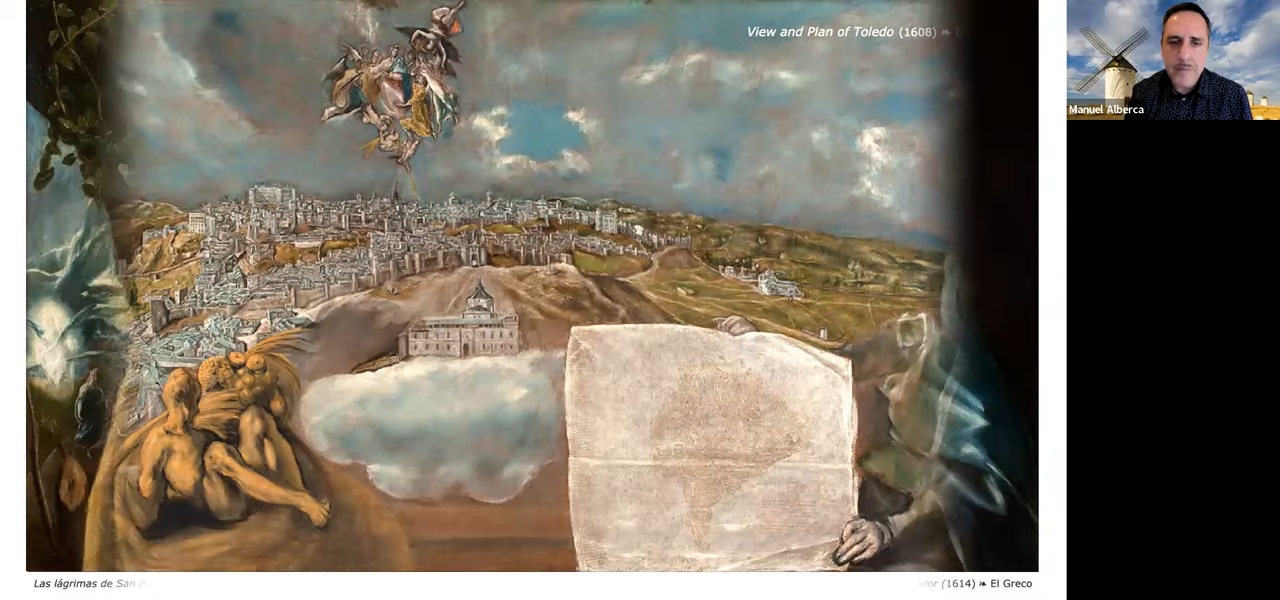 View and Plan of Toledo (1608) ❧ E
Manuel Alberca
Las lágrimas de San
(1614) ❧ El Greco